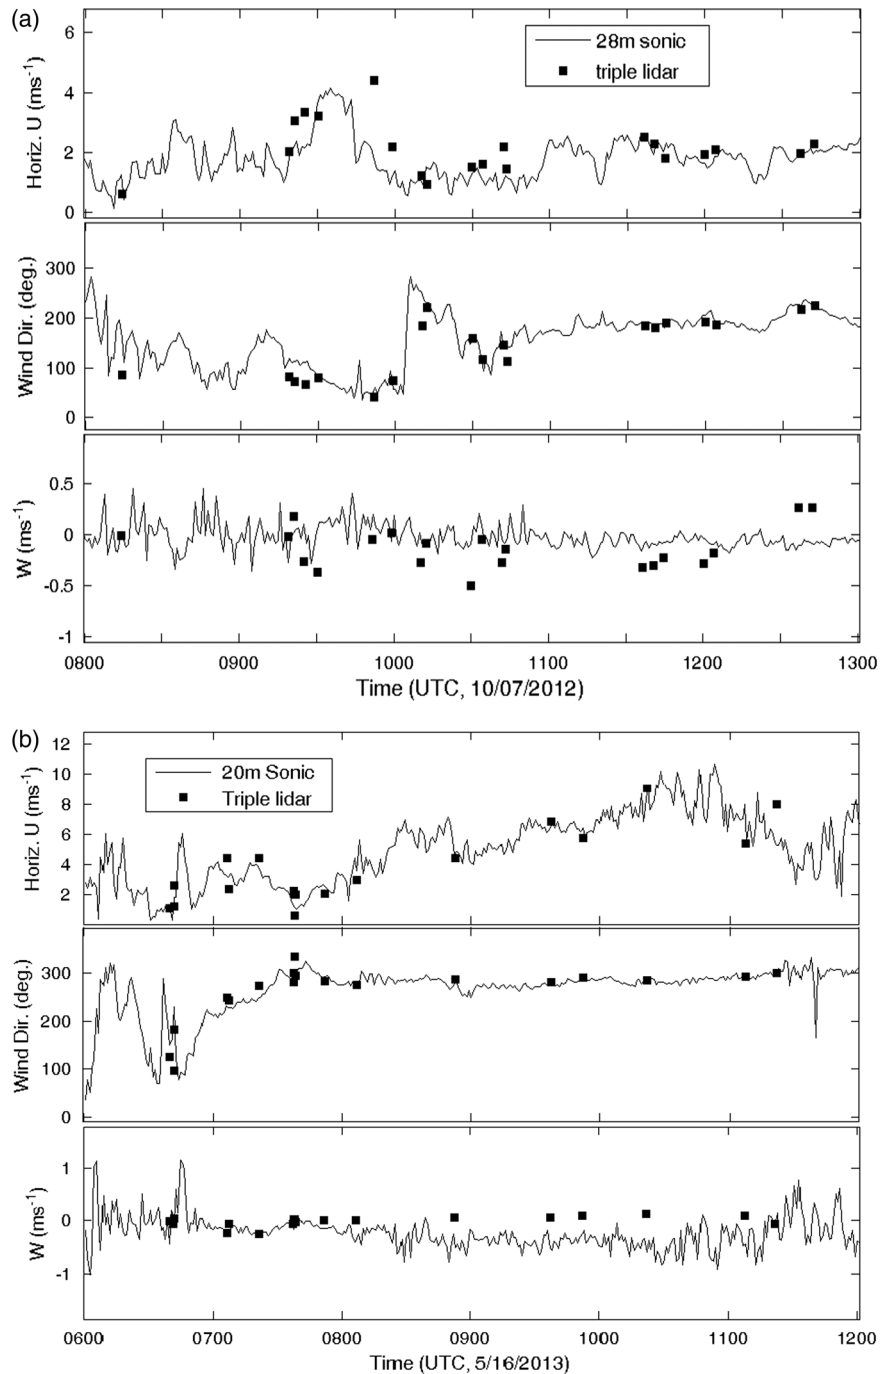 (a)
28m sonic
triple lidar
Horiz. U (ms-1)
6
4
2
0
Wind Dir. (deg.)
300
200
100
0
W (ms-1)
0.5
0
-0.5
-1
0800 0900 1000 1100 1200 1300
Time (UTC, 10/07/2012)
(b)
20m Sonic
Triple lidar
Horiz. U (ms-1)
12
10
8
6
4
2
Wind Dir. (deg.)
300
200
100
0
W (ms-1)
1
0
-1
0600 0700 0800 0900 1000 1100 1200
Time (UTC, 5/16/2013)